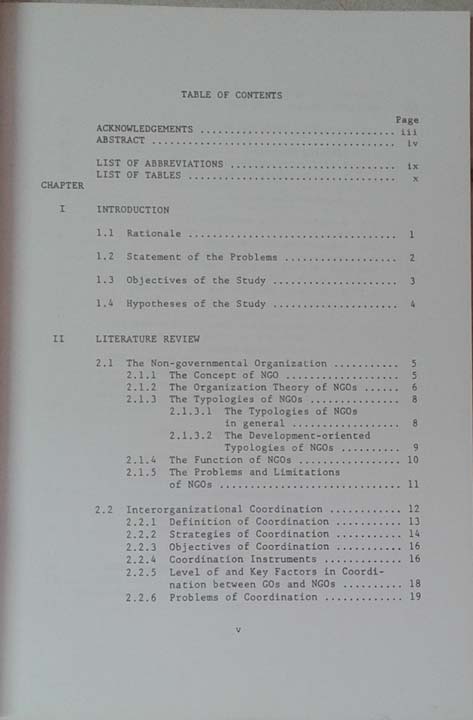 TABLE OF CONTENTS
Page
ACKNOWLEDGEMENTS ................................. iii
ABSTRACT .......................................... iv
LIST OF ABBREVIATIONS ............................ ix
LIST OF TABLES .................................... x
CHAPTER
I INTRODUCTION
1.1 Rationale .................................. 1
1.2 Statement of the Problems ................... 2
1.3 Objectives of the Study ..................... 3
1.4 Hypotheses of the Study ..................... 4
II LITERATURE REVIEW
2.1 The Non-governmental Organization ........... 5
2.1.1 The Concept of NGO .................... 5
2.1.2 The Organization Theory of NGOs ...... 6
2.1.3 The Typologies of NGOs ................ 8
2.1.3.1 The Typologies of NGOs
in general .................. 8
2.1.3.2 The Development-oriented
Typologies of NGOs .......... 9
2.1.4 The Function of NGOs ................. 10
2.1.5 The Problems and Limitations
of NGOs .............................. 11
2.2 Interorganizational Coordination ............ 12
2.2.1 Definition of Coordination ........... 13
2.2.2 Strategies of Coordination ........... 14
2.2.3 Objectives of Coordination ........... 16
2.2.4 Coordination Instruments ............. 16
2.2.5 Level of and Key Factors in Coordi-
nation between GOs and NGOs .......... 18
2.2.6 Problems of Coordination ............. 19
v